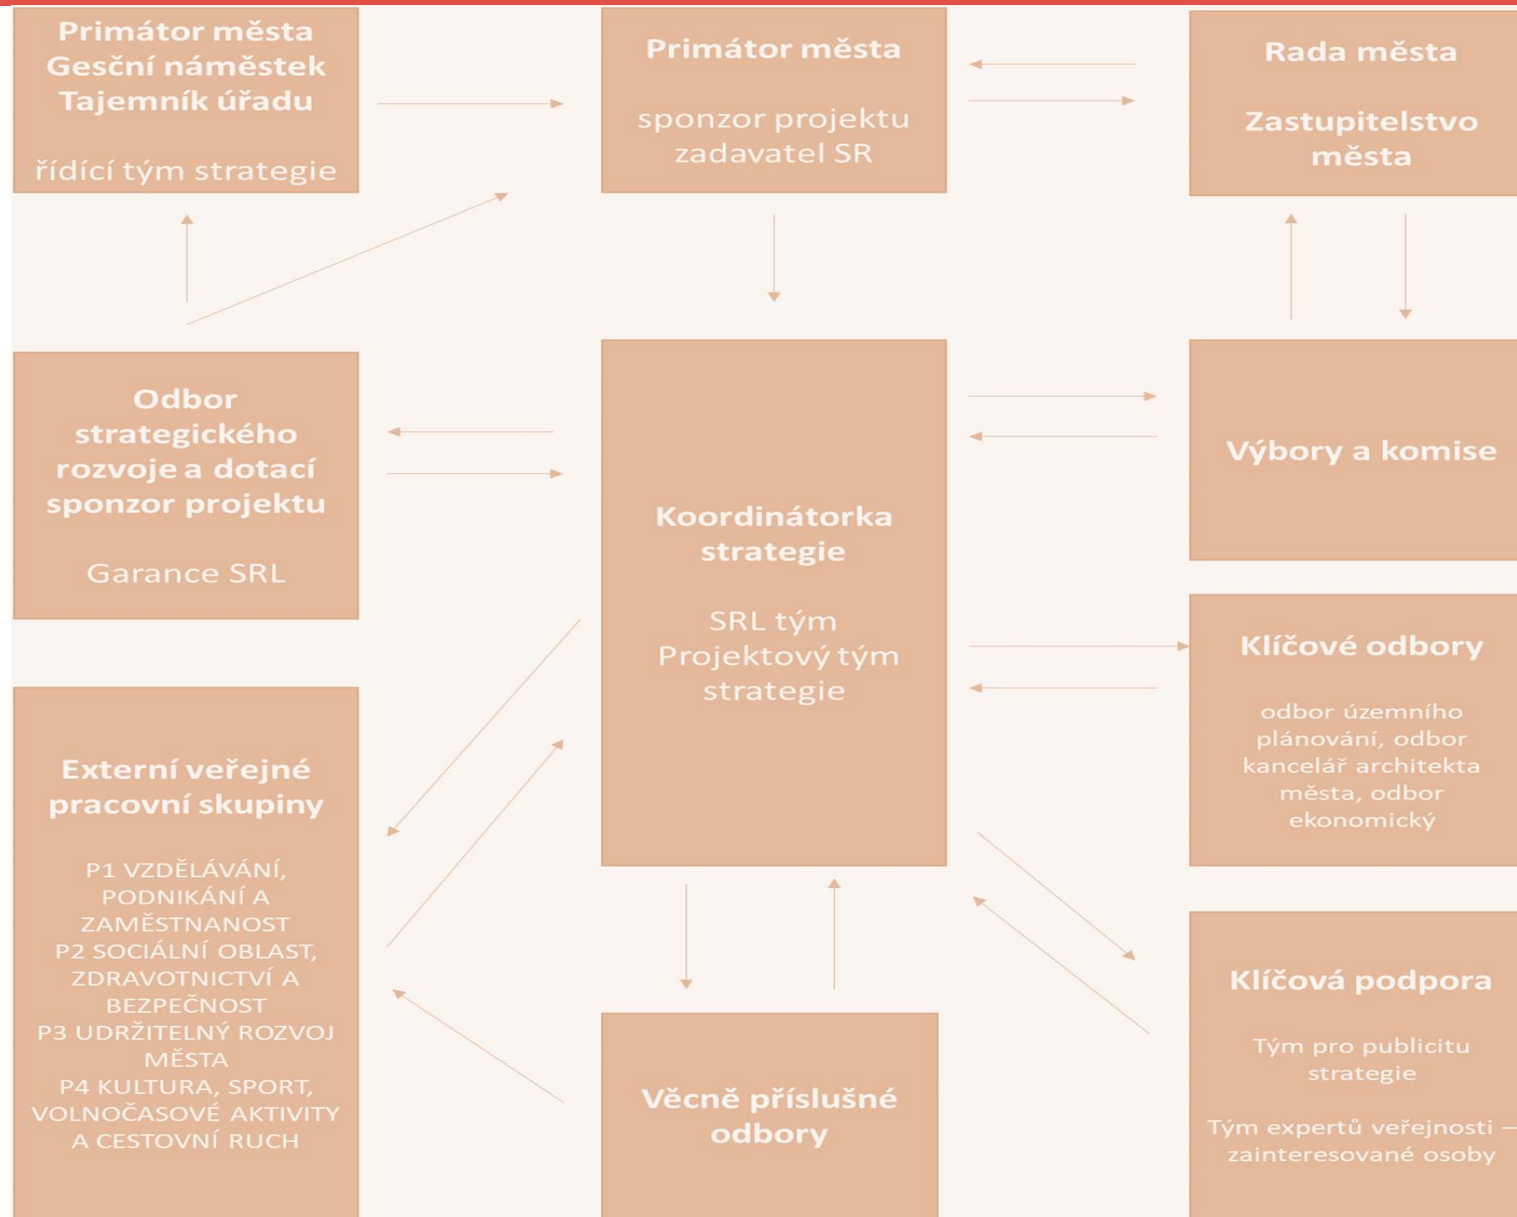 Primátor města
Gesční náměstek
Tajemník úřadu
řídící tým strategie
Primátor města
sponzor projektu
zadavatel SR
Rada města
Zastupitelstvo
města
Odbor
strategického
rozvoje a dotací
sponzor projektu
Garance SRL
Koordinátorka
strategie
SRL tým
Projektový tým
strategie
Výbory a komise
Klíčové odbory
odbor územního
plánování, odbor
kancelář architekta
města, odbor
ekonomický
Externí veřejné
pracovní skupiny
P1 VZDĚLÁVÁNÍ,
PODNIKÁNÍ A
ZAMĚSTNANOST
P2 SOCIÁLNÍ OBLAST,
ZDRAVOTNICTVÍ A
BEZPEČNOST
P3 UDRŽITELNÝ ROZVOJ
MĚSTA
P4 KULTURA, SPORT,
VOLNOČASOVÉ AKTIVITY
A CESTOVNÍ RUCH
Věcně příslušné
odbory
Klíčová podpora
Tým pro publicitu
strategie
Tým expertů veřejnosti –
zainteresované osoby